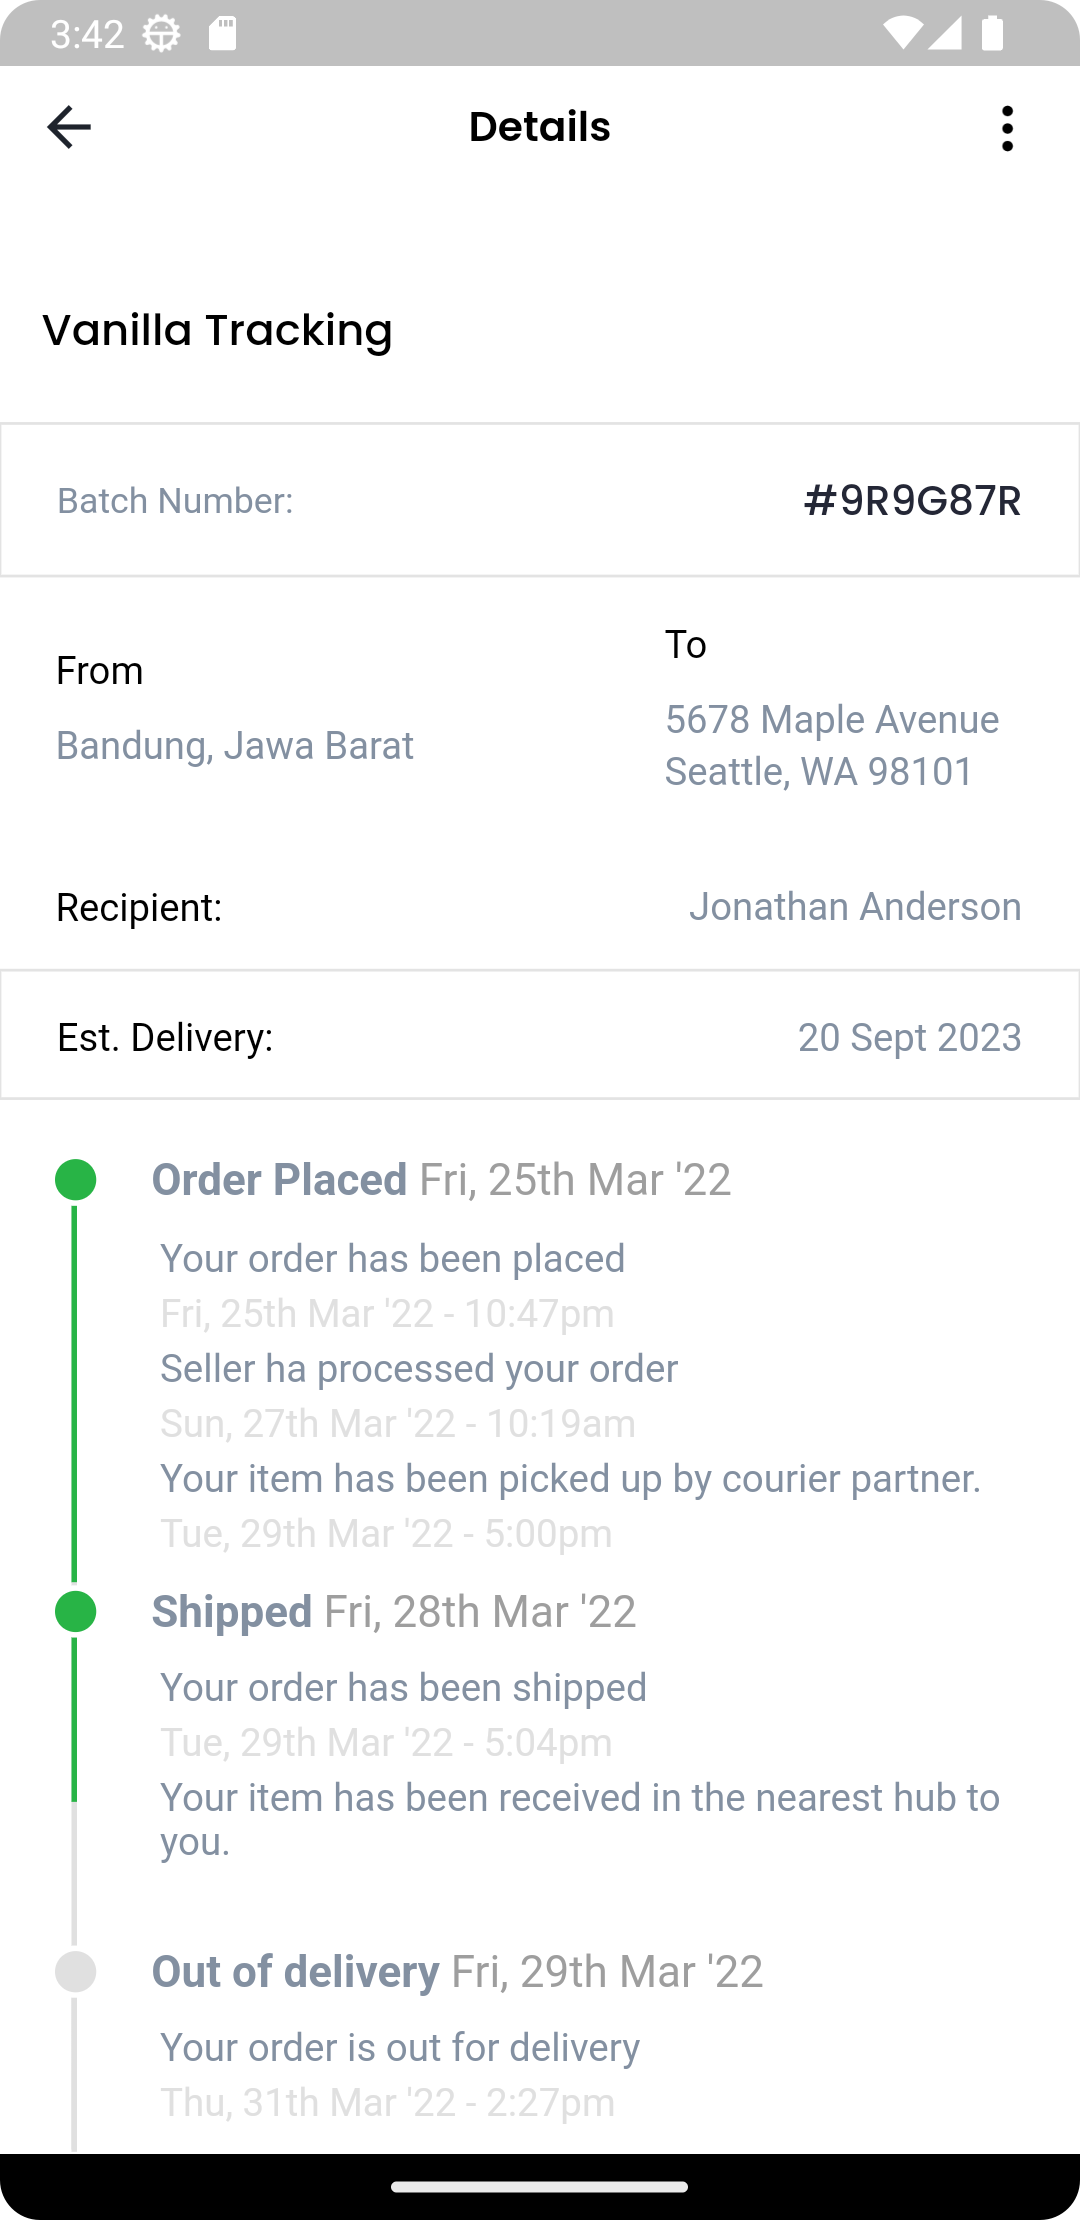 3:42
Details
Vanilla Tracking
Batch Number:
#9R9G87R
From
Bandung, Jawa Barat
To
5678 Maple Avenue
Seattle, WA 98101
Recipient:
Jonathan Anderson
Est. Delivery:
20 Sept 2023
Order Placed Fri, 25th Mar '22
Your order has been placed
Fri, 25th Mar '22 - 10:47pm
Seller ha processed your order
Sun, 27th Mar '22 - 10:19am
Your item has been picked up by courier partner.
Tue, 29th Mar '22 - 5:00pm
Shipped Fri, 28th Mar '22
Your order has been shipped
Tue, 29th Mar '22 - 5:04pm
Your item has been received in the nearest hub to
you.
Out of delivery Fri, 29th Mar '22
Your order is out for delivery
Thu, 31th Mar '22 - 2:27pm